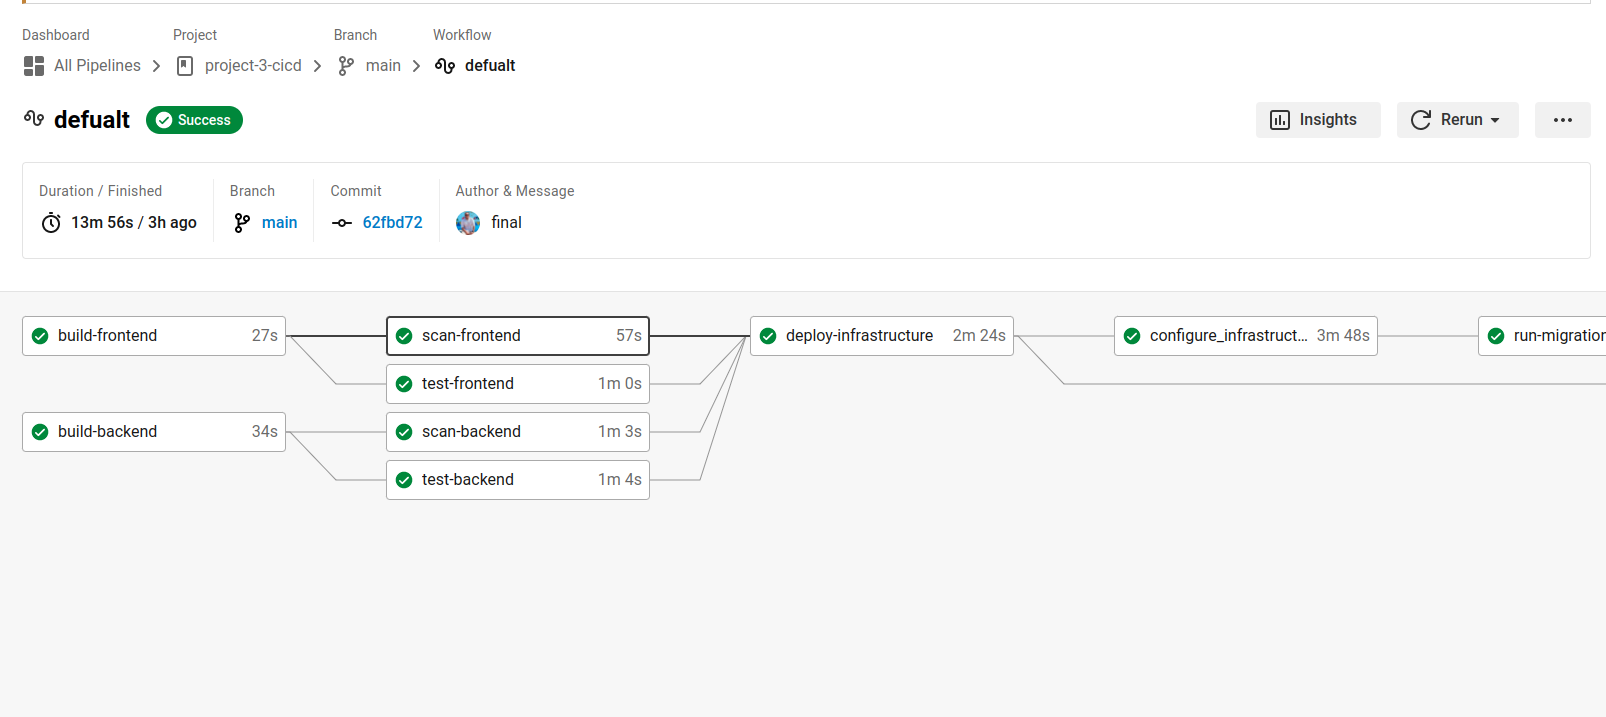 Dashboard Project Branch Workflow
All Pipelines project-3-cicd main defualt
defualt Success Insights Rerun
Duration / Finished Branch Commit Author & Message
13m 56s / 3h ago main 62fbd72 final
build-frontend 27s scan-frontend 57s deploy-infrastructure 2m 24s configure_infrastruct... 3m 48s run-migration
test-frontend 1m 0s
build-backend 34s scan-backend 1m 3s
test-backend 1m 4s